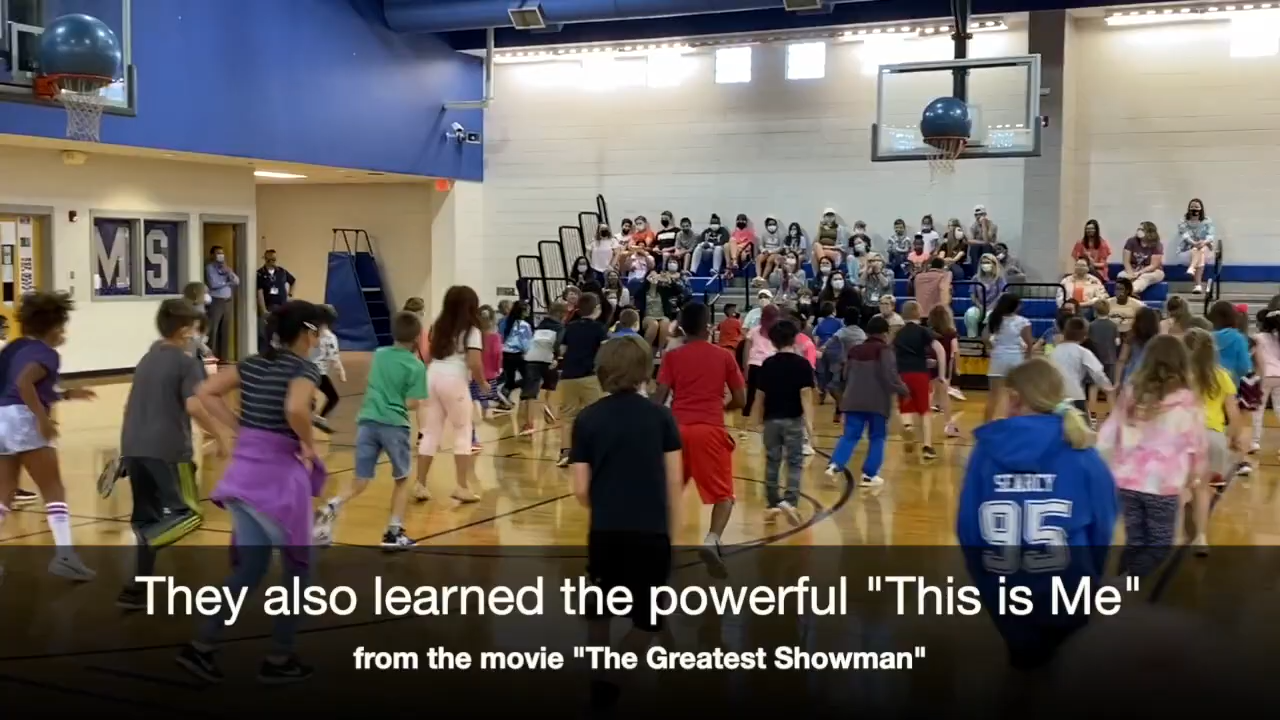 M S
SEARCY
95
They also learned the powerful "This is Me"
from the movie "The Greatest Showman"